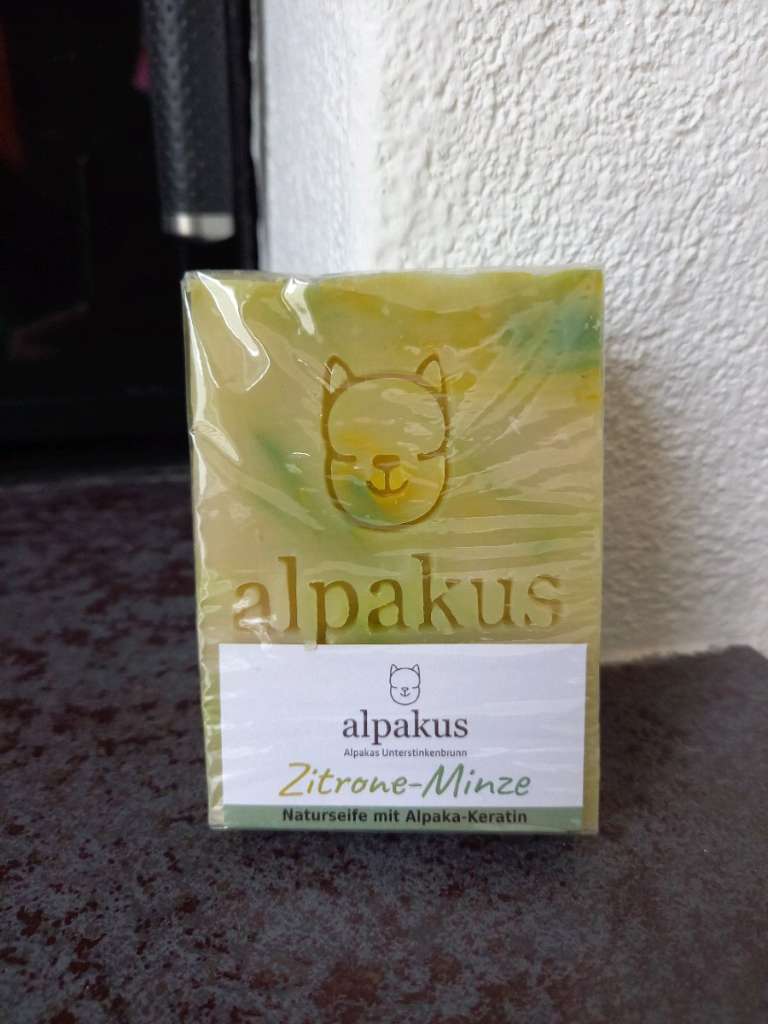 alpakus
alpakus
Alpakas Unterstinkenbrunn
Zitrone-Minze
Naturseife mit Alpaka-Keratin